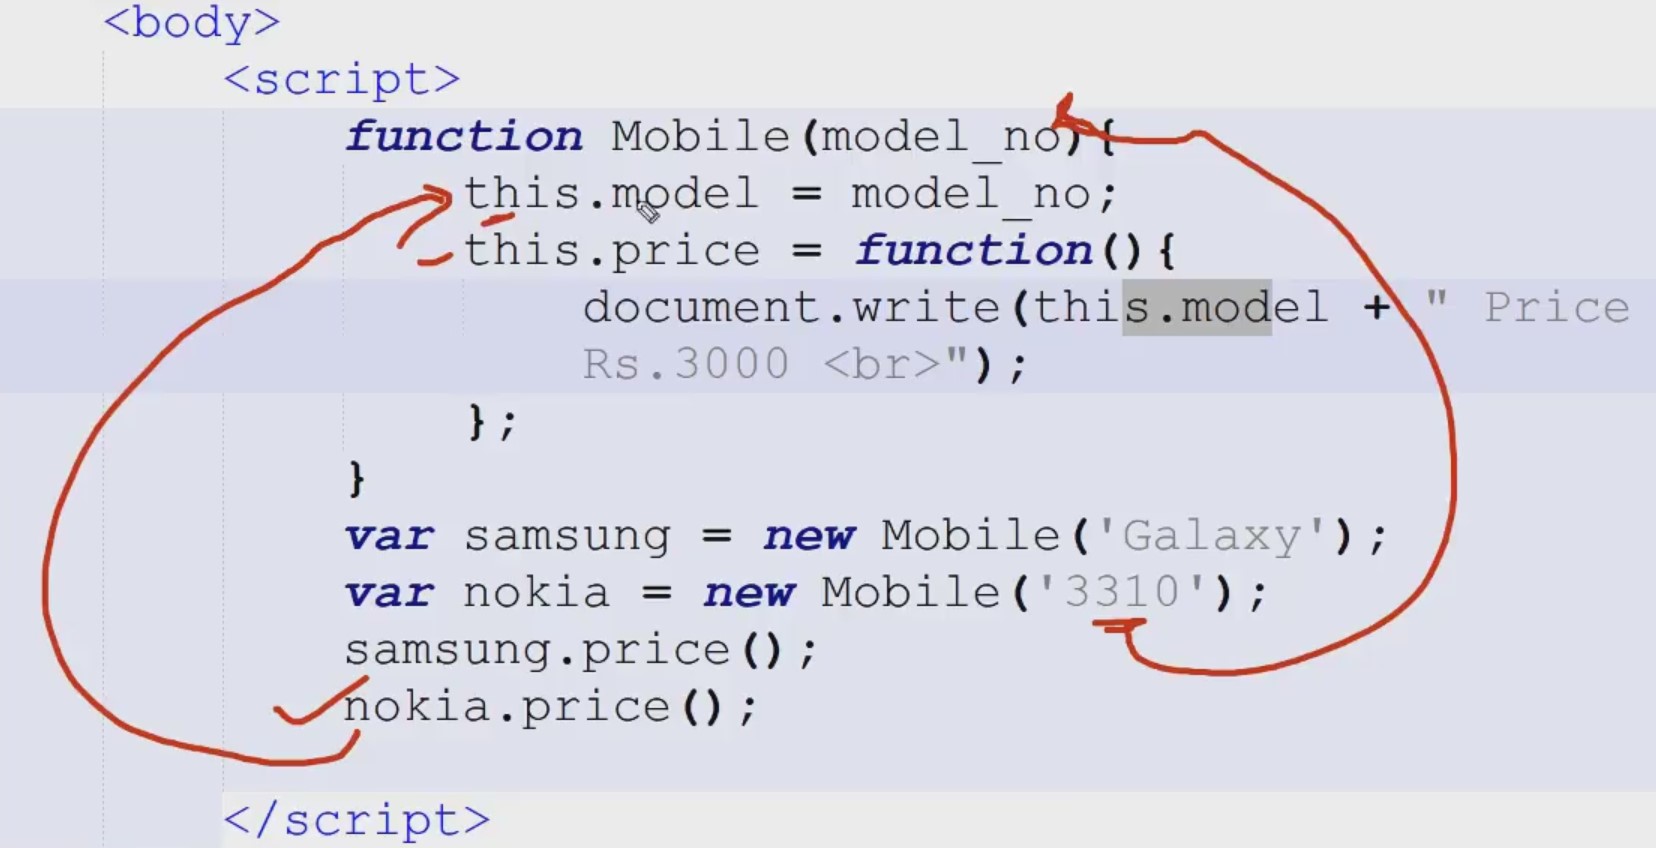 <body>
<script>
function Mobile(model_no){
this.model = model_no;
this.price = function(){
document.write(this.model + " Price
Rs.3000 <br>");
};
}
var samsung = new Mobile('Galaxy');
var nokia = new Mobile('3310');
samsung.price();
nokia.price();
</script>